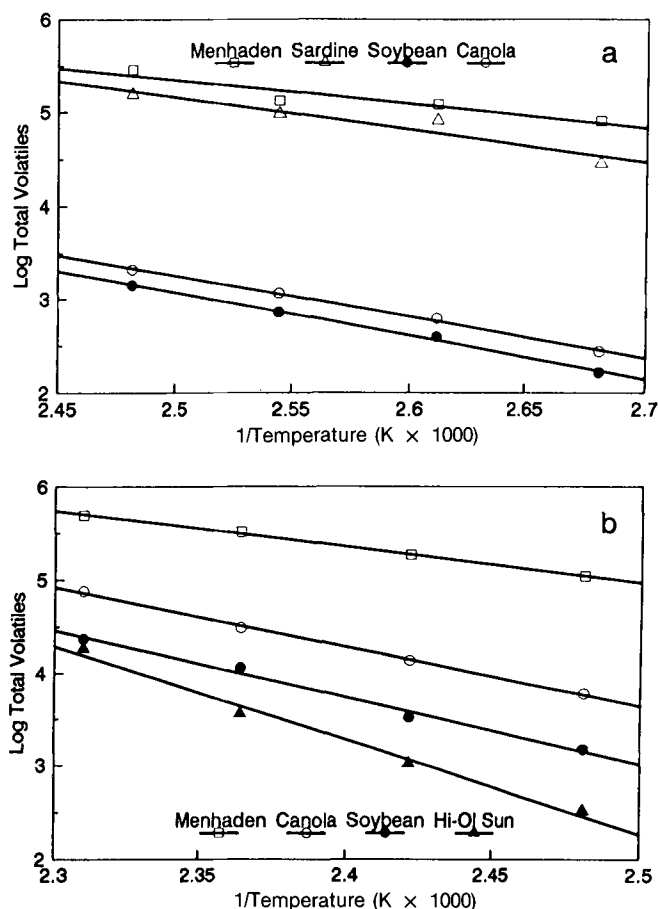 a
Menhaden Sardine Soybean Canola
Log Total Volatiles
6
5
4
3
2
2.45 2.5 2.55 2.6 2.65 2.7
1/Temperature (K × 1000)
b
Log Total Volatiles
6
5
4
3
2
Menhaden Canola Soybean Hi-Ol Sun
2.3 2.35 2.4 2.45 2.5
1/Temperature (K × 1000)